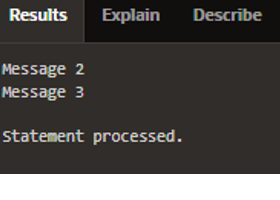 Results Explain Describe
Message 2
Message 3
Statement processed.